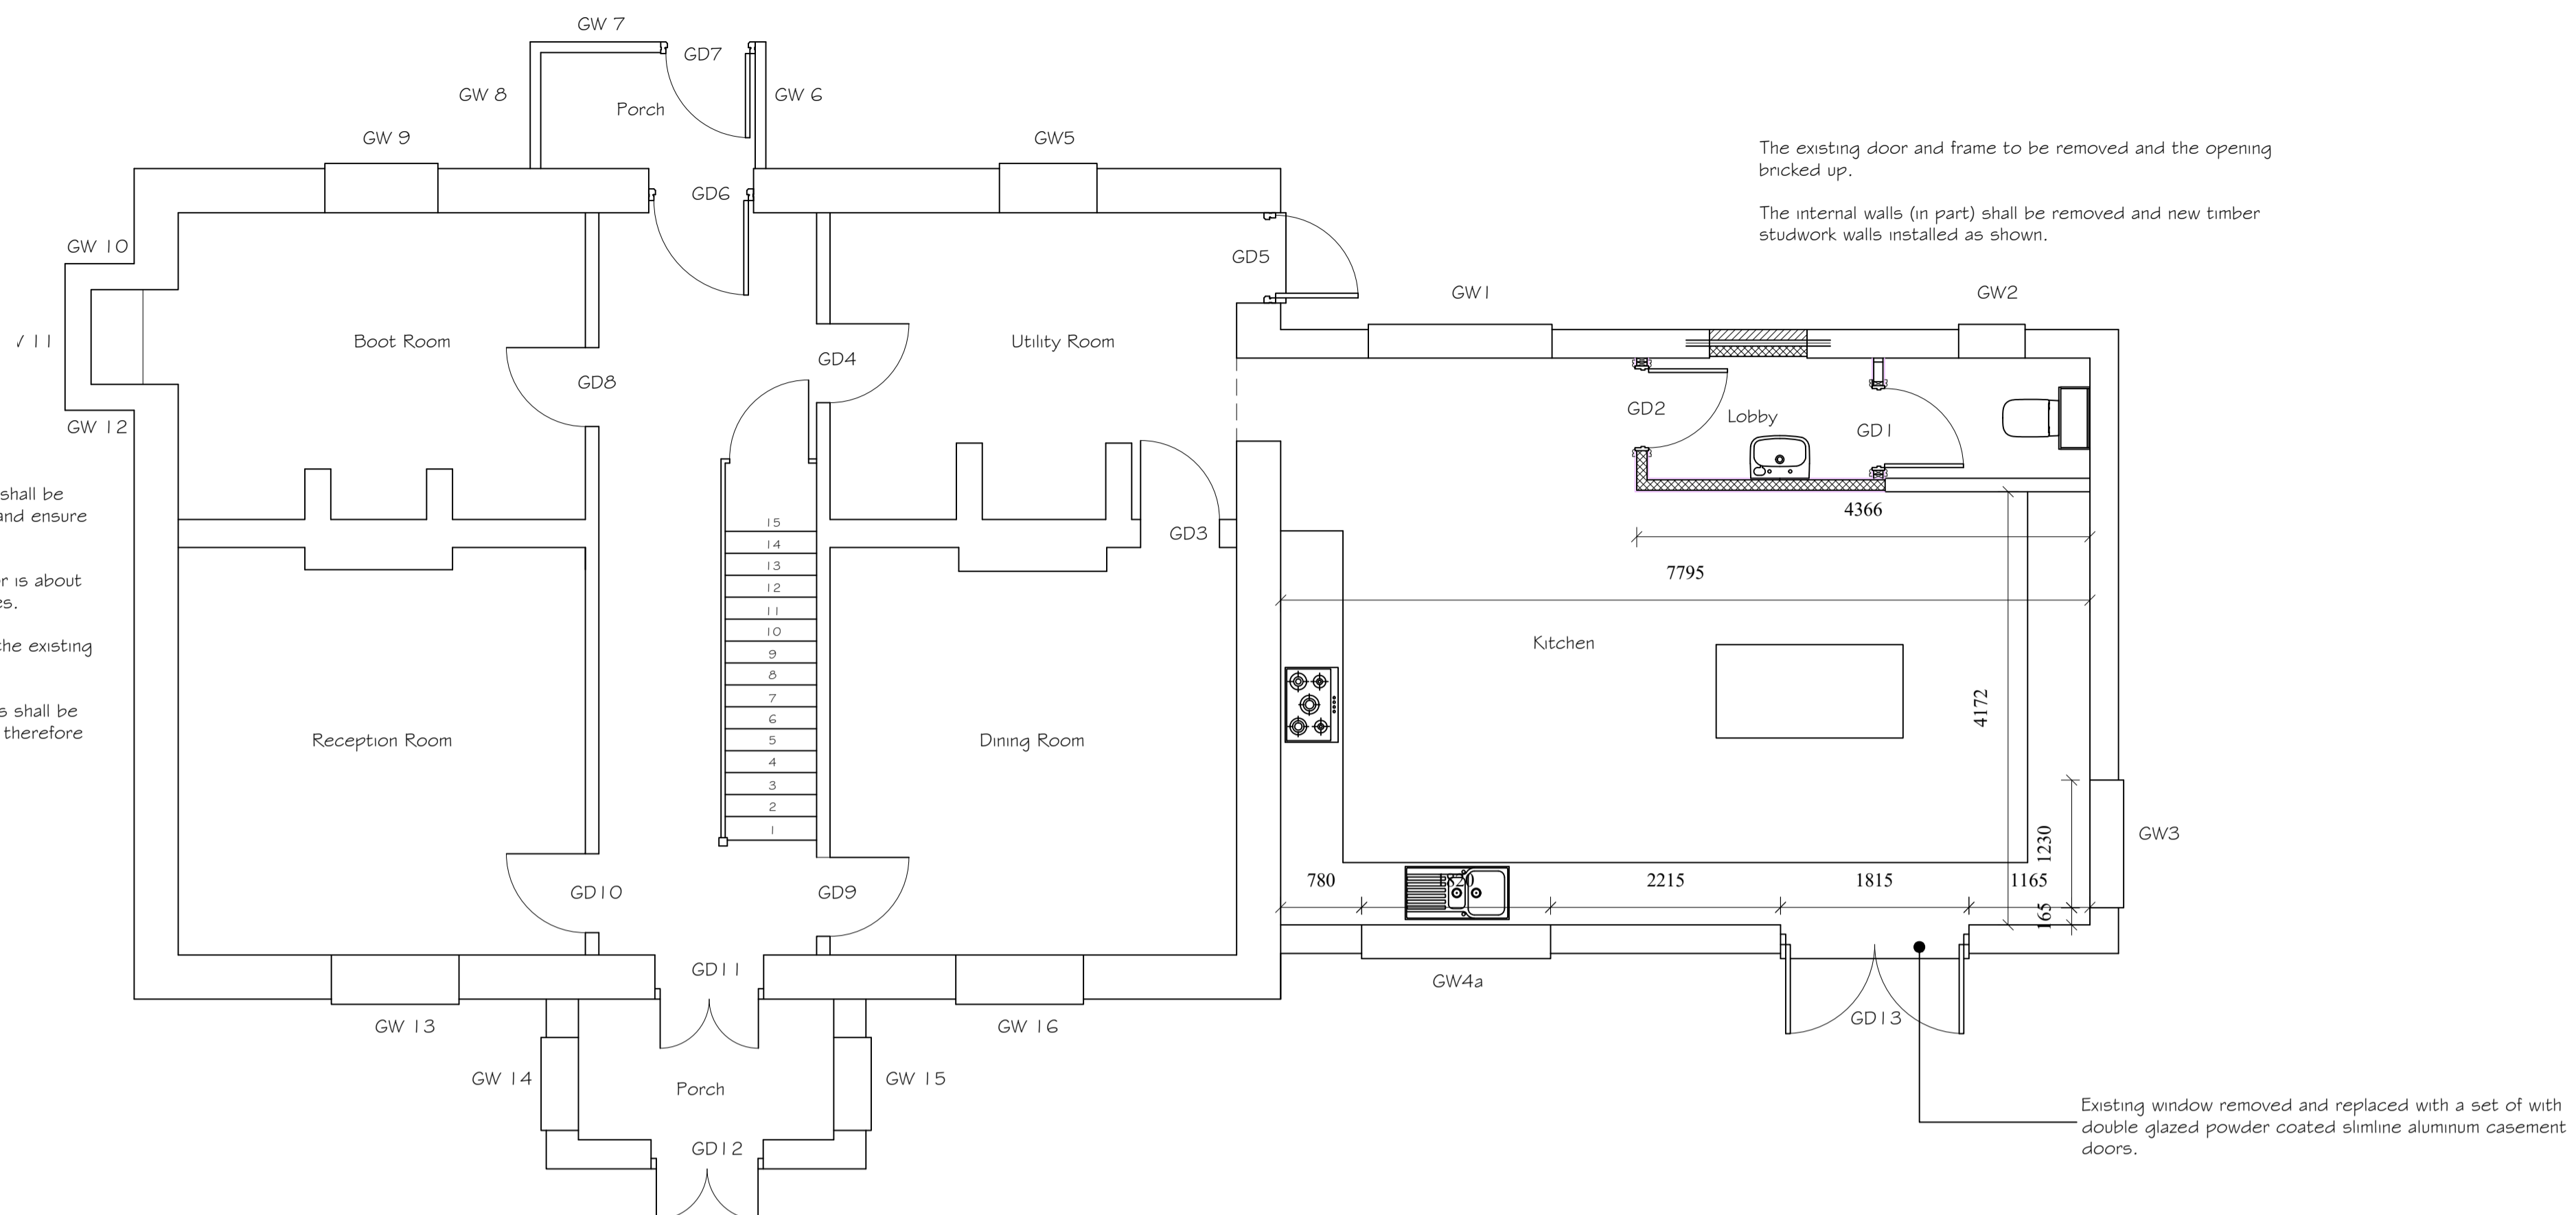 GW 7
GD7
GW 8
GW 6
Porch
GW 9
GW5
The existing door and frame to be removed and the opening
bricked up.
GD6
The internal walls (in part) shall be removed and new timber
studwork walls installed as shown.
GW 10
GD5
GW1
GW2
11
Boot Room
Utility Room
GD4
GD8
GD2
Lobby
GD1
GW 12
shall be
and ensure
4366
15
14
13
12
11
10
9
8
7
6
5
4
3
2
1
GD3
7795
r is about
es.
the existing
Kitchen
s shall be
therefore
4172
Reception Room
Dining Room
1230
GW3
780
1820
2215
1815
1165
165
GD10
GD9
GD11
GW4a
GW 13
GW 16
GD13
GW 14
Porch
GW 15
GD12
Existing window removed and replaced with a set of with
double glazed powder coated slimline aluminum casement
doors.